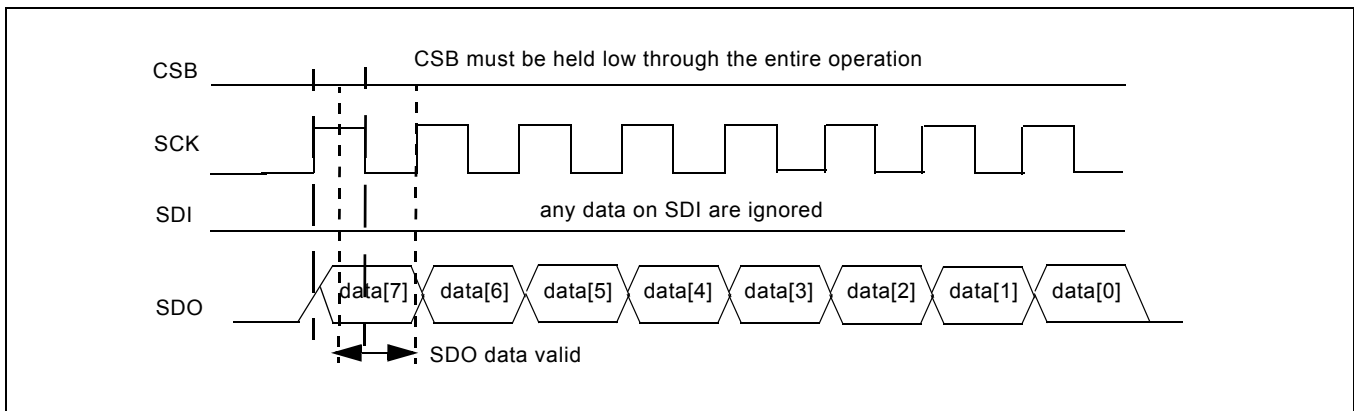 CSB must be held low through the entire operation
CSB
SCK
SDI
any data on SDI are ignored
data[7] data[6] data[5] data[4] data[3] data[2] data[1] data[0]
SDO
SDO data valid